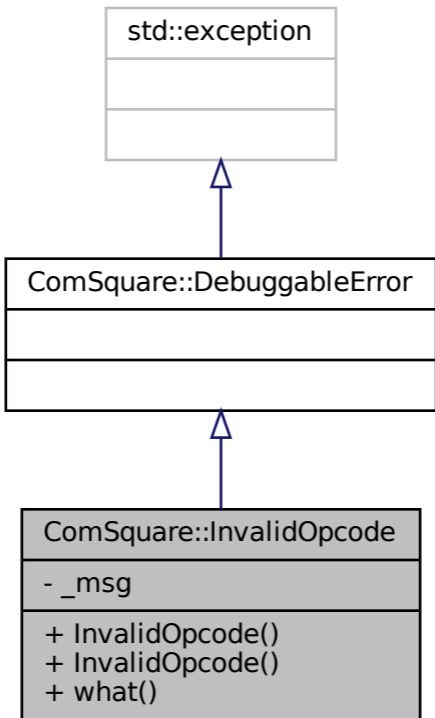 std::exception
ComSquare::DebuggableError
ComSquare::InvalidOpcode
- _msg
+ InvalidOpcode()
+ InvalidOpcode()
+ what()